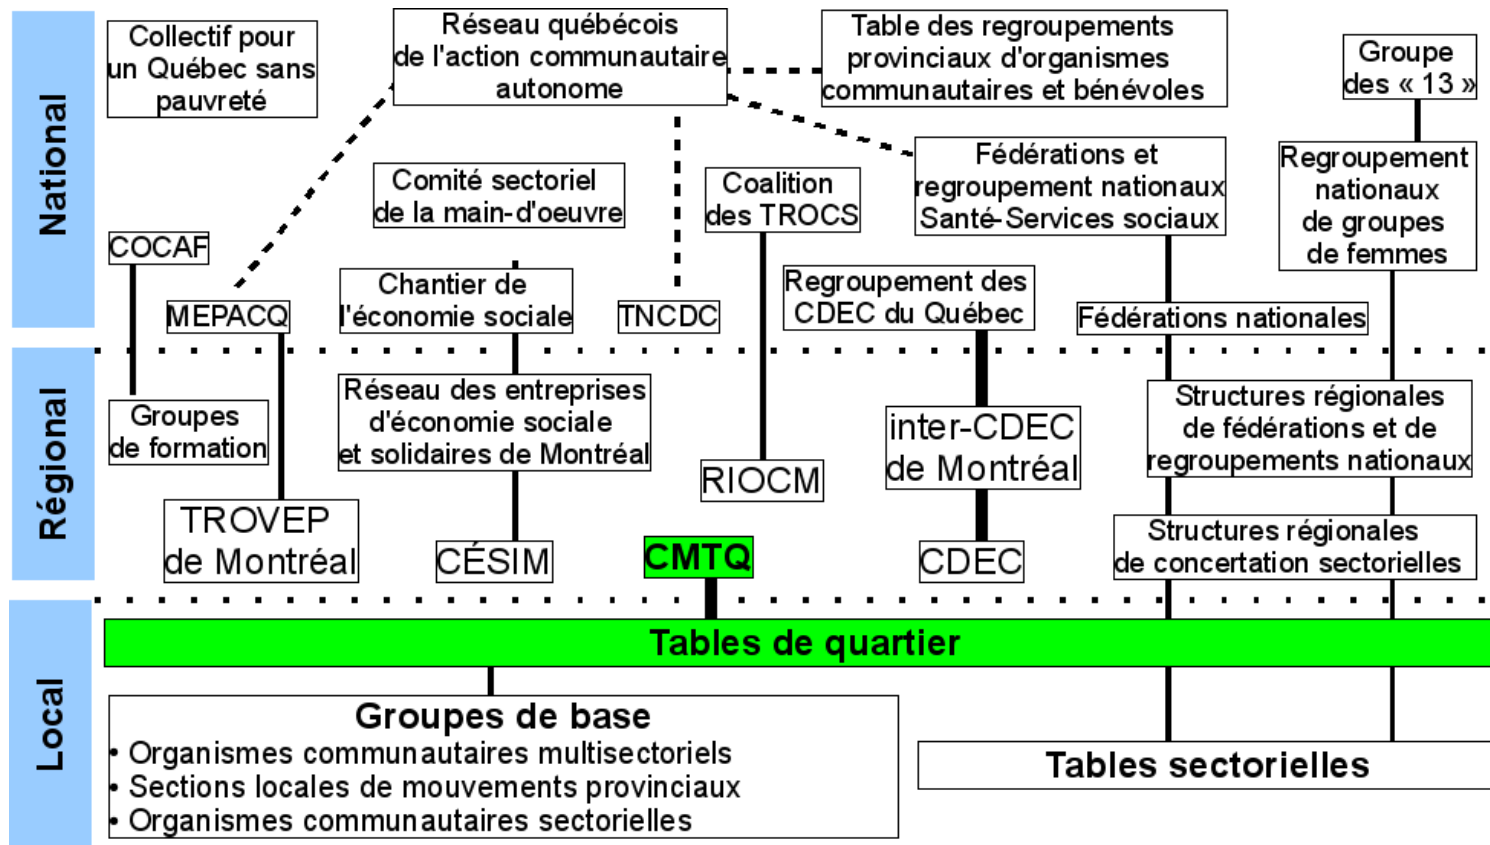 National
Collectif pour
un Québec sans
pauvreté
Réseau québécois
de l'action communautaire
autonome
Table des regroupements
provinciaux d'organismes
communautaires et bénévoles
Groupe
des « 13 »
Comité sectoriel
de la main-d'oeuvre
Coalition
des TROCS
Fédérations et
regroupement nationaux
Santé-Services sociaux
Regroupement
nationaux
de groupes
de femmes
COCAF
MEPACQ
Chantier de
l'économie sociale
TNCDC
Regroupement des
CDEC du Québec
Fédérations nationales
Régional
Groupes
de formation
Réseau des entreprises
d'économie sociale
et solidaires de Montréal
RIOCM
inter-CDEC
de Montréal
Structures régionales
de fédérations et de
regroupements nationaux
TROVEP
de Montréal
CÉSIM
CMTQ
CDEC
Structures régionales
de concertation sectorielles
Local
Tables de quartier
Groupes de base
• Organismes communautaires multisectoriels
• Sections locales de mouvements provinciaux
• Organismes communautaires sectorielles
Tables sectorielles